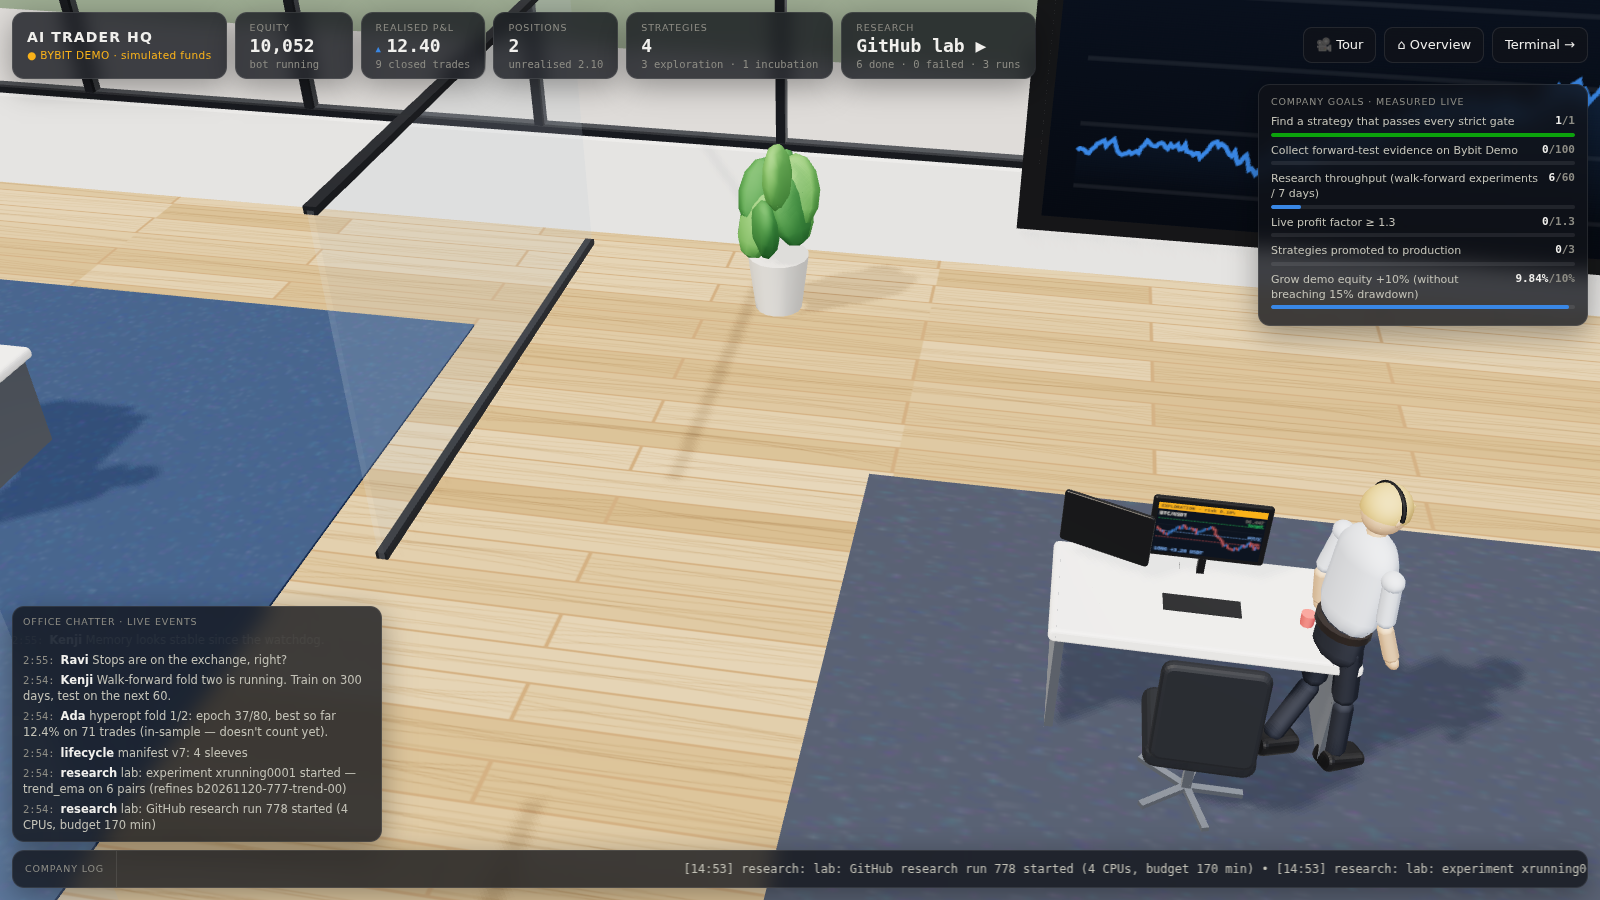 AI TRADER HQ
● BYBIT DEMO · simulated funds
EQUITY
10,052
bot running
REALISED P&L
▲ 12.40
9 closed trades
POSITIONS
2
unrealised 2.10
STRATEGIES
4
3 exploration · 1 incubation
RESEARCH
GitHub lab ▶
6 done · 0 failed · 3 runs
🎥 Tour
⌂ Overview
Terminal →
COMPANY GOALS · MEASURED LIVE
Find a strategy that passes every strict gate 1/1
Collect forward-test evidence on Bybit Demo 0/100
Research throughput (walk-forward experiments 6/60
/ 7 days)
Live profit factor ≥ 1.3 0/1.3
Strategies promoted to production 0/3
Grow demo equity +10% (without 9.84%/10%
breaching 15% drawdown)
OFFICE CHATTER · LIVE EVENTS
Kenji Memory looks stable since the watchdog
2:55: Ravi Stops are on the exchange, right?
2:54: Kenji Walk-forward fold two is running. Train on 300
days, test on the next 60.
2:54: Ada hyperopt fold 1/2: epoch 37/80, best so far
12.4% on 71 trades (in-sample — doesn't count yet).
2:54: lifecycle manifest v7: 4 sleeves
2:54: research lab: experiment xrunning0001 started —
trend_ema on 6 pairs (refines b20261120-777-trend-00)
2:54: research lab: GitHub research run 778 started (4
CPUs, budget 170 min)
COMPANY LOG
[14:53] research: lab: GitHub research run 778 started (4 CPUs, budget 170 min) • [14:53] research: lab: experiment xrunning0